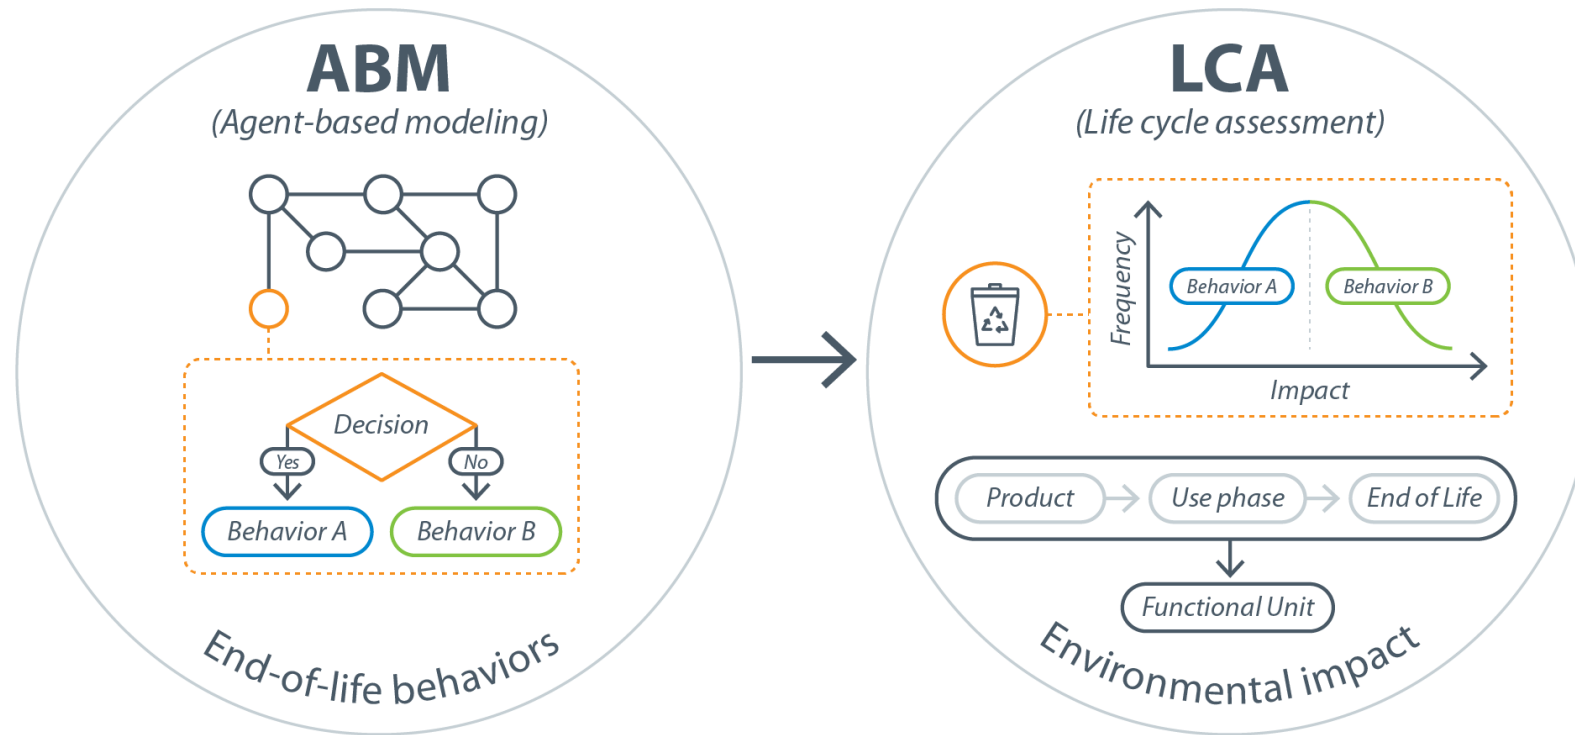 ABM
(Agent-based modeling)
Decision
Yes
No
Behavior A
Behavior B
End-of-life behaviors
LCA
(Life cycle assessment)
Frequency
Behavior A
Behavior B
Impact
Product
Use phase
End of Life
Functional Unit
Environmental impact